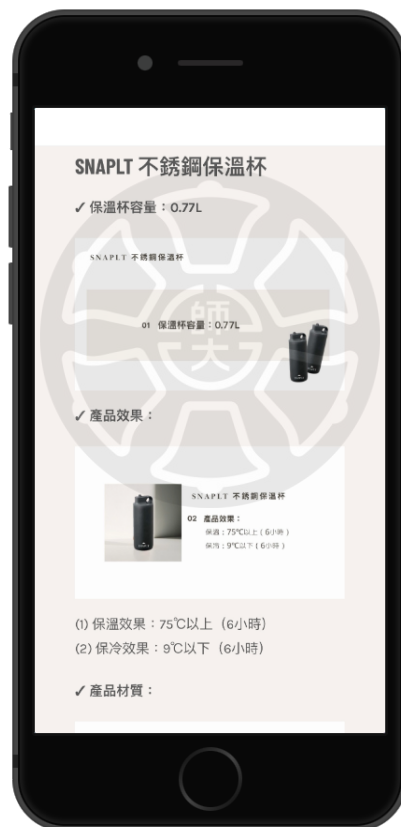 SNAPLT 不銹鋼保溫杯
✓ 保溫杯容量：0.77L
SNAPLT 不銹鋼保溫杯
01 保溫杯容量：0.77L
師大
✓ 產品效果：
SNAPLT 不銹鋼保溫杯
02 產品效果：
保溫：75℃以上（6小時）
保冷：9℃以下（6小時）
(1) 保溫效果：75℃以上（6小時）
(2) 保冷效果：9℃以下（6小時）
✓ 產品材質：